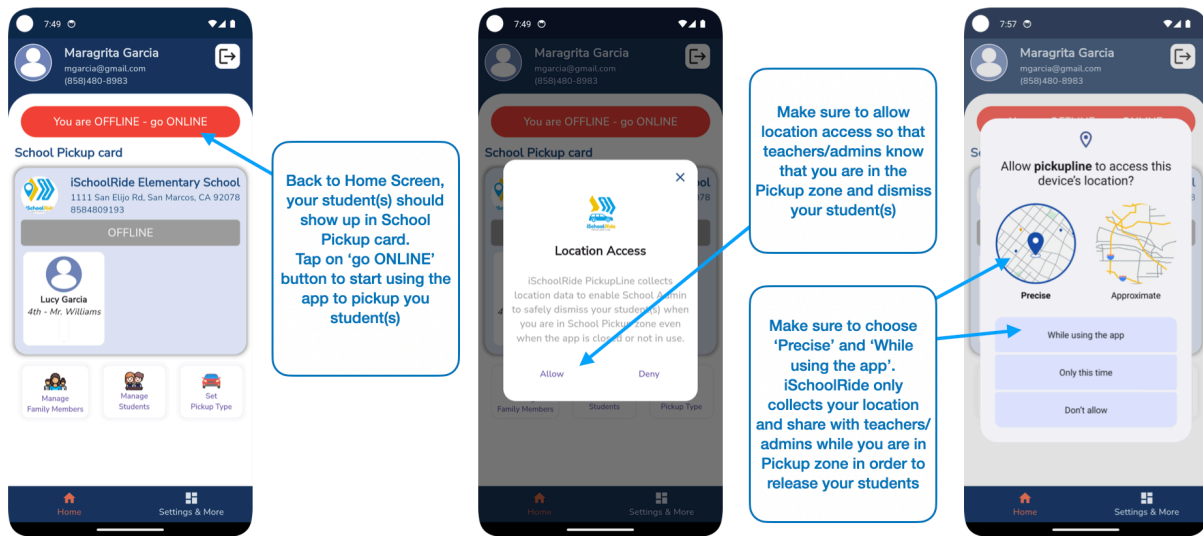 7:49
Maragrita Garcia
mgarcia@gmail.com
(858)480-8983
You are OFFLINE - go ONLINE
School Pickup card
iSchoolRide
iSchoolRide Elementary School
1111 San Elijo Rd, San Marcos, CA 92078
8584809193
OFFLINE
Lucy Garcia
4th - Mr. Williams
Manage
Family Members
Manage
Students
Set
Pickup Type
Home
Settings & More
Back to Home Screen,
your student(s) should
show up in School
Pickup card.
Tap on ‘go ONLINE’
button to start using the
app to pickup you
student(s)
7:49
Maragrita Garcia
mgarcia@gmail.com
(858)480-8983
You are OFFLINE - go ONLINE
School Pickup card
iSchoolRide
Location Access
iSchoolRide PickupLine collects
location data to enable School Admin
to safely dismiss your student(s) when
you are in School Pickup zone even
when the app is closed or not in use.
Allow
Deny
Family Members
Students
Pickup Type
Home
Settings & More
Make sure to allow
location access so that
teachers/admins know
that you are in the
Pickup zone and dismiss
your student(s)
Make sure to choose
‘Precise’ and ‘While
using the app’.
iSchoolRide only
collects your location
and share with teachers/
admins while you are in
Pickup zone in order to
release your students
7:57
Maragrita Garcia
mgarcia@gmail.com
(858)480-8983
Allow pickupline to access this
device's location?
Precise
Approximate
While using the app
Only this time
Don't allow
Home
Settings & More